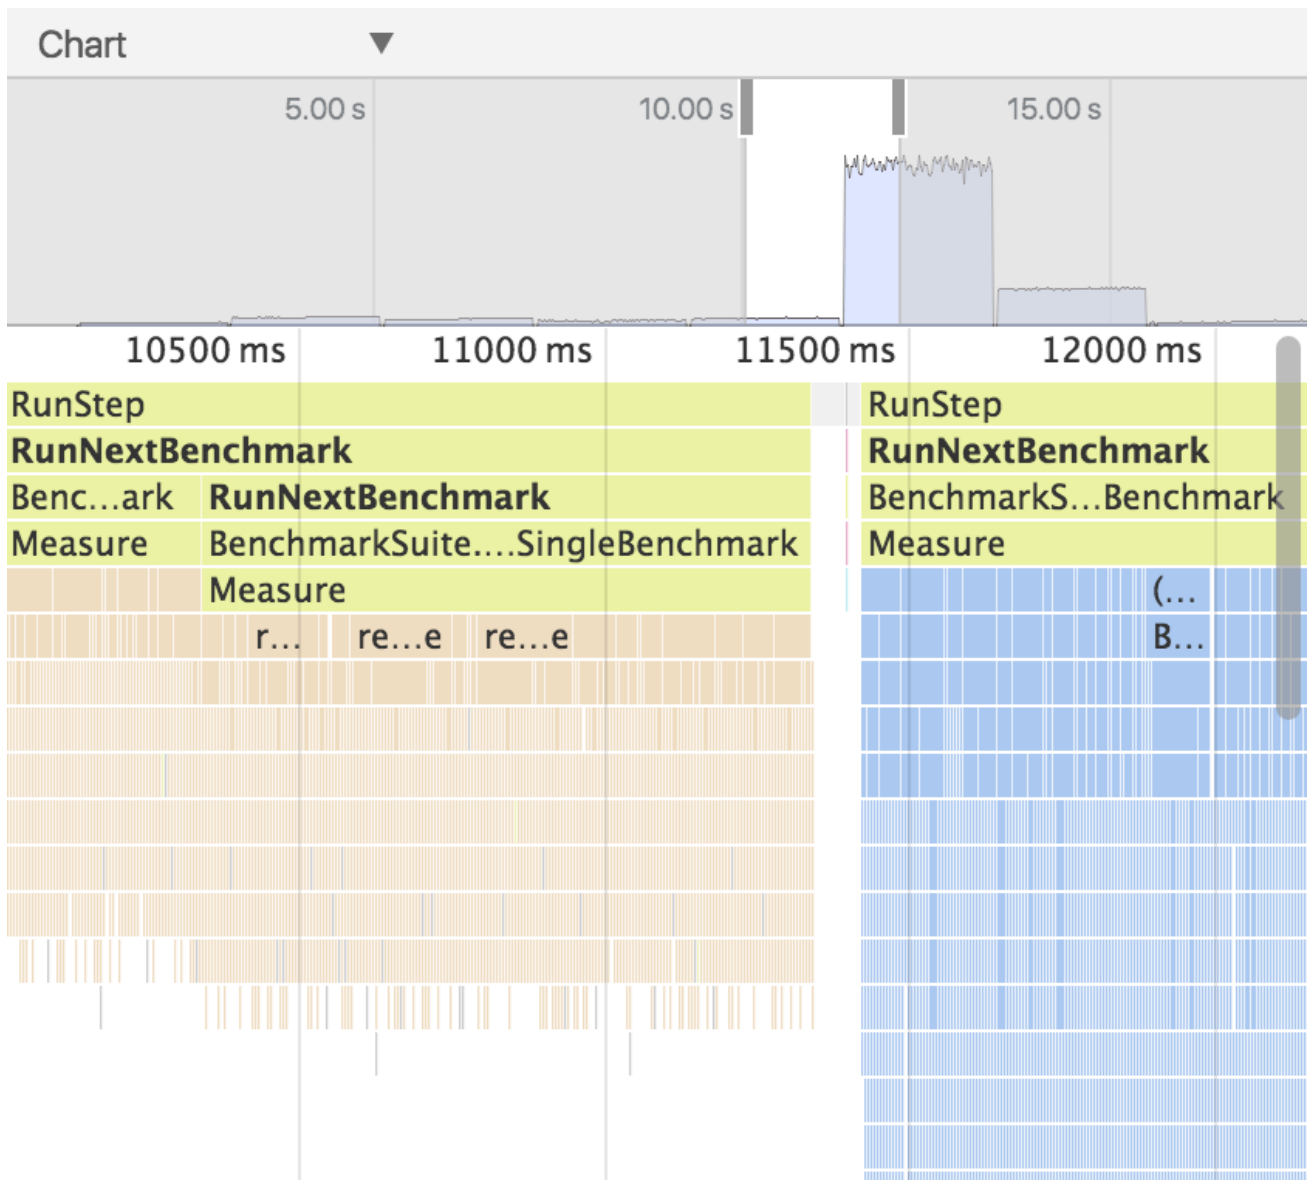 Chart ▼
5.00 s 10.00 s 15.00 s
10500 ms 11000 ms 11500 ms 12000 ms
RunStep RunStep
RunNextBenchmark RunNextBenchmark
Benc...ark RunNextBenchmark BenchmarkS...Benchmark
Measure BenchmarkSuite....SingleBenchmark Measure
Measure (...
r... re...e re...e B...